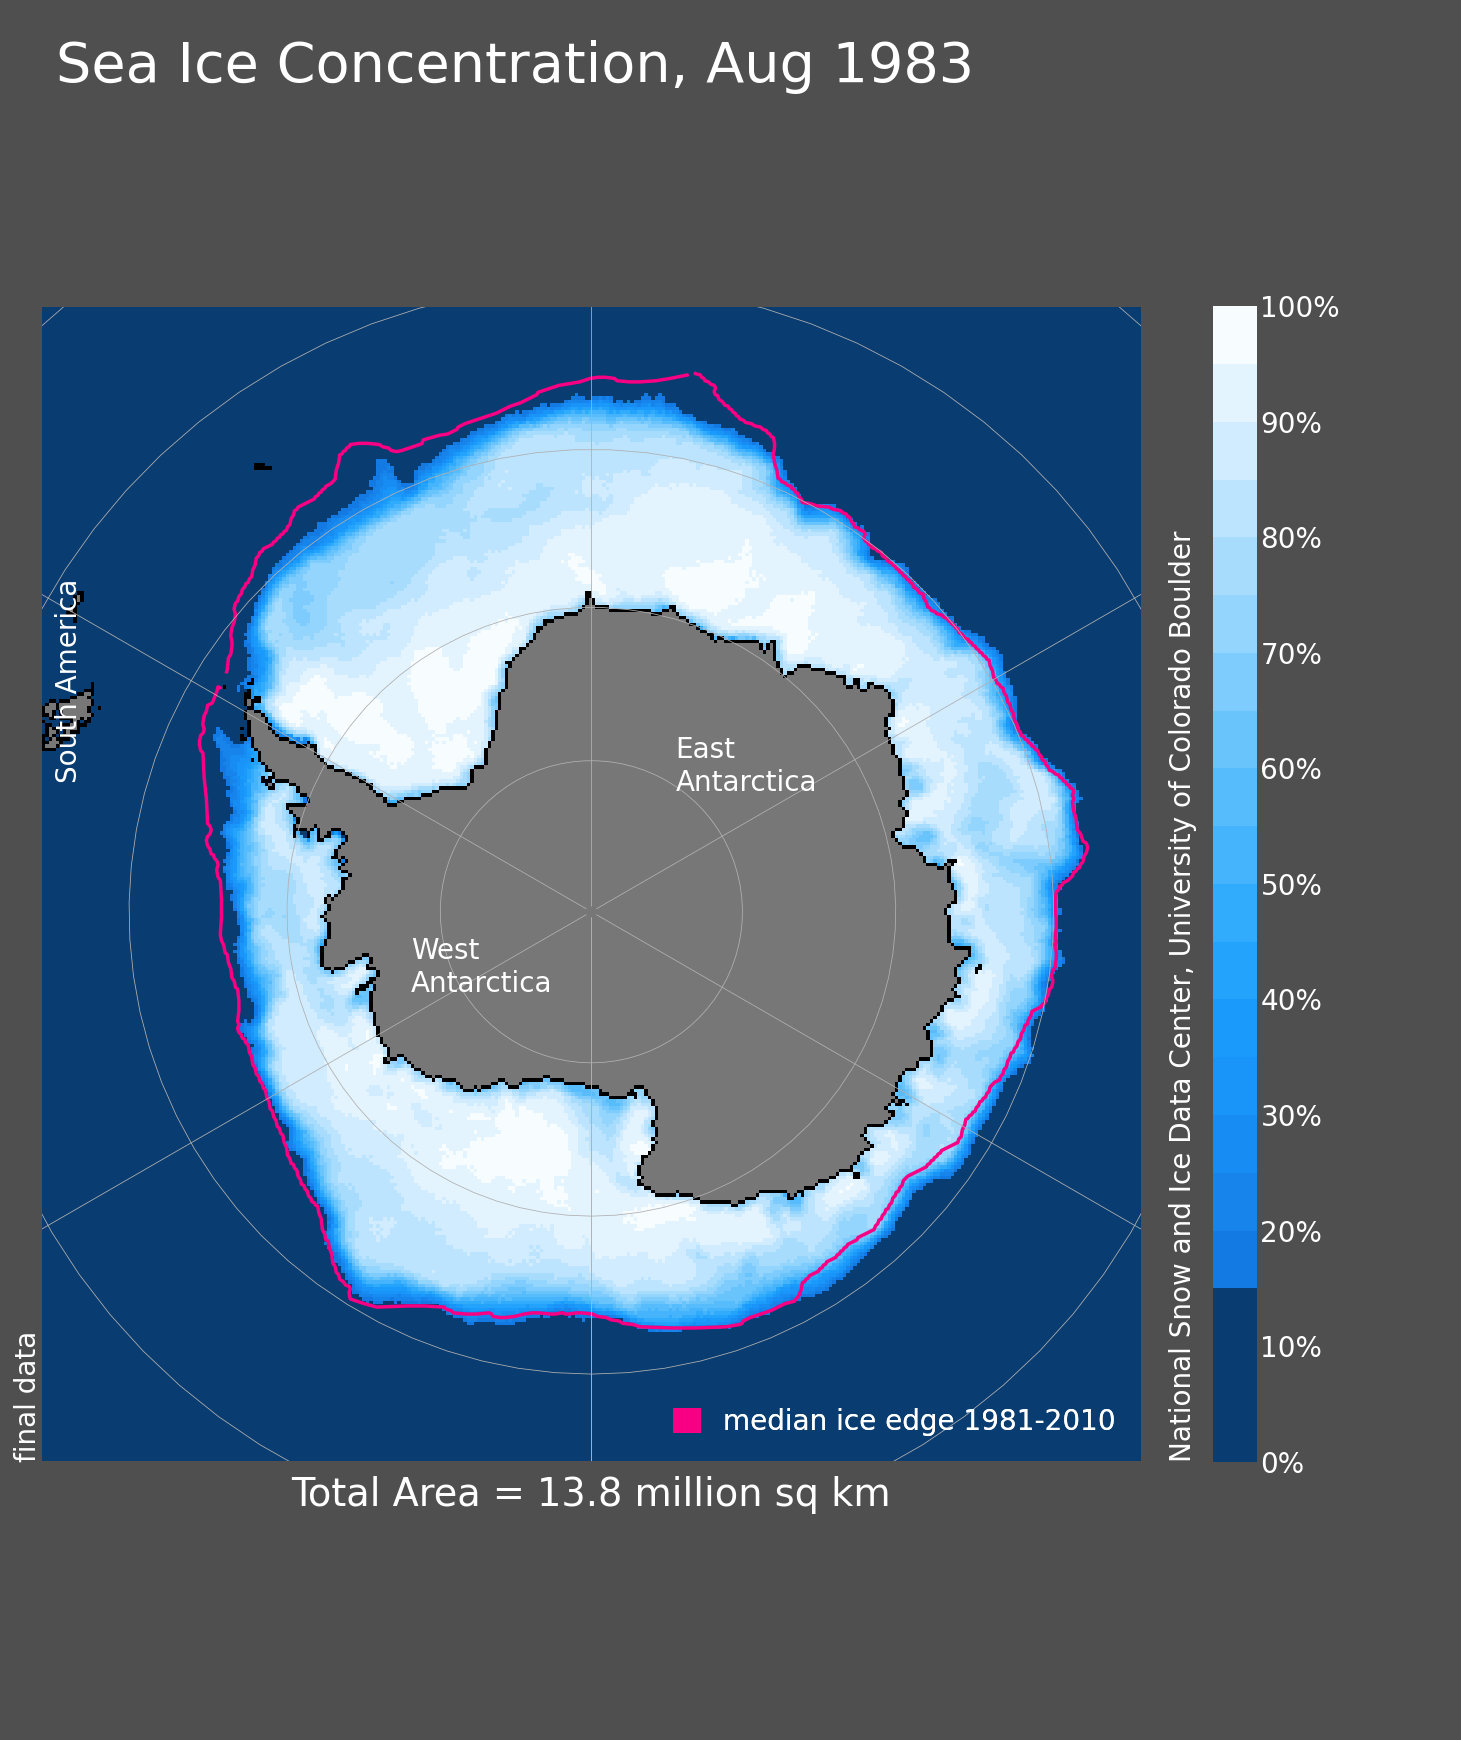 Sea Ice Concentration, Aug 1983
South America
East
Antarctica
West
Antarctica
final data
median ice edge 1981-2010
Total Area = 13.8 million sq km
National Snow and Ice Data Center, University of Colorado Boulder
100%
90%
80%
70%
60%
50%
40%
30%
20%
10%
0%